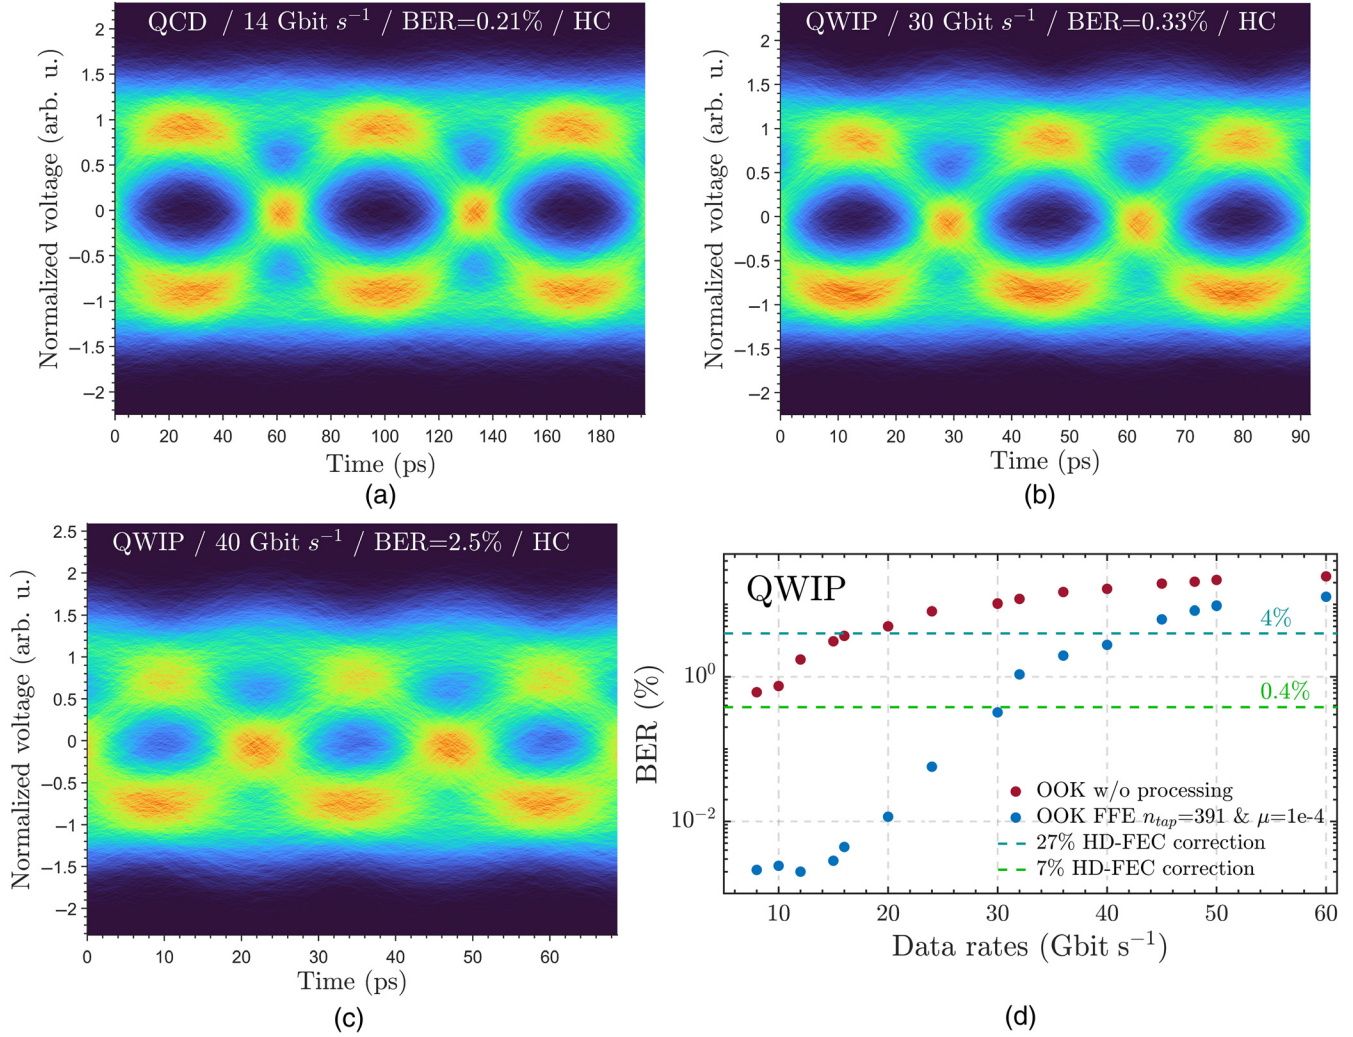 QCD / 14 Gbit s⁻¹ / BER=0.21% / HC
Normalized voltage (arb. u.)
2
1.5
1
0.5
0
−0.5
−1
−1.5
−2
0 20 40 60 80 100 120 140 160 180
Time (ps)
(a)
QWIP / 30 Gbit s⁻¹ / BER=0.33% / HC
Normalized voltage (arb. u.)
2
1.5
1
0.5
0
−0.5
−1
−1.5
−2
0 10 20 30 40 50 60 70 80 90
Time (ps)
(b)
QWIP / 40 Gbit s⁻¹ / BER=2.5% / HC
Normalized voltage (arb. u.)
2.5
2
1.5
1
0.5
0
−0.5
−1
−1.5
−2
0 10 20 30 40 50 60
Time (ps)
(c)
QWIP
BER (%)
10⁰
10⁻²
4%
0.4%
OOK w/o processing
OOK FFE n_tap=391 & μ=1e-4
27% HD-FEC correction
7% HD-FEC correction
10 20 30 40 50 60
Data rates (Gbit s⁻¹)
(d)